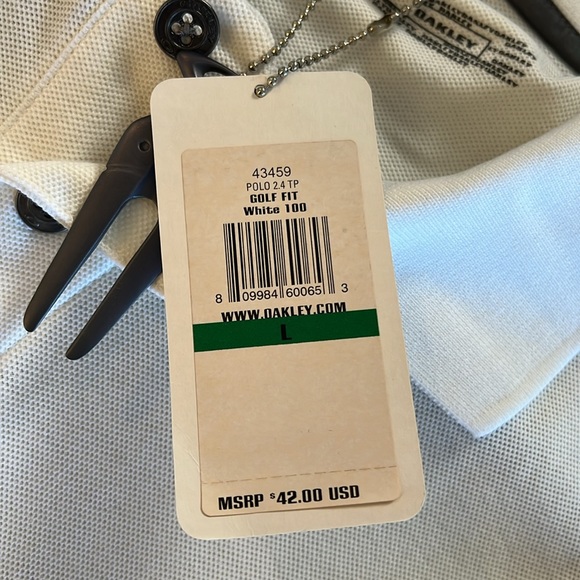 OAKLEY
43459
POLO 2.4 TP
GOLF FIT
White 100
8 09984 60065 3
WWW.OAKLEY.COM
L
MSRP $42.00 USD